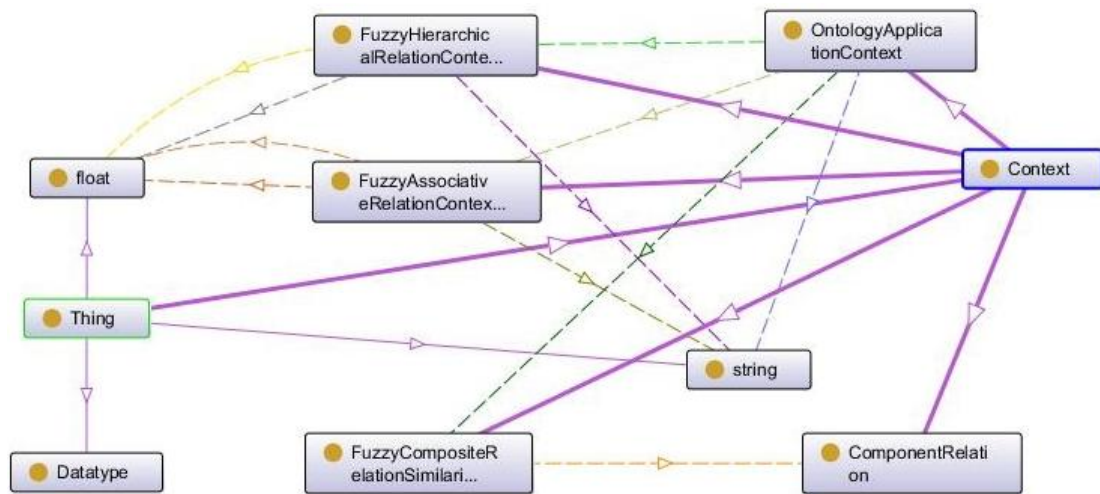 FuzzyHierarchic
alRelationConte...
OntologyApplica
tionContext
float
FuzzyAssociativ
eRelationContex...
Context
Thing
string
Datatype
FuzzyCompositeR
elationSimilari...
ComponentRelati
on